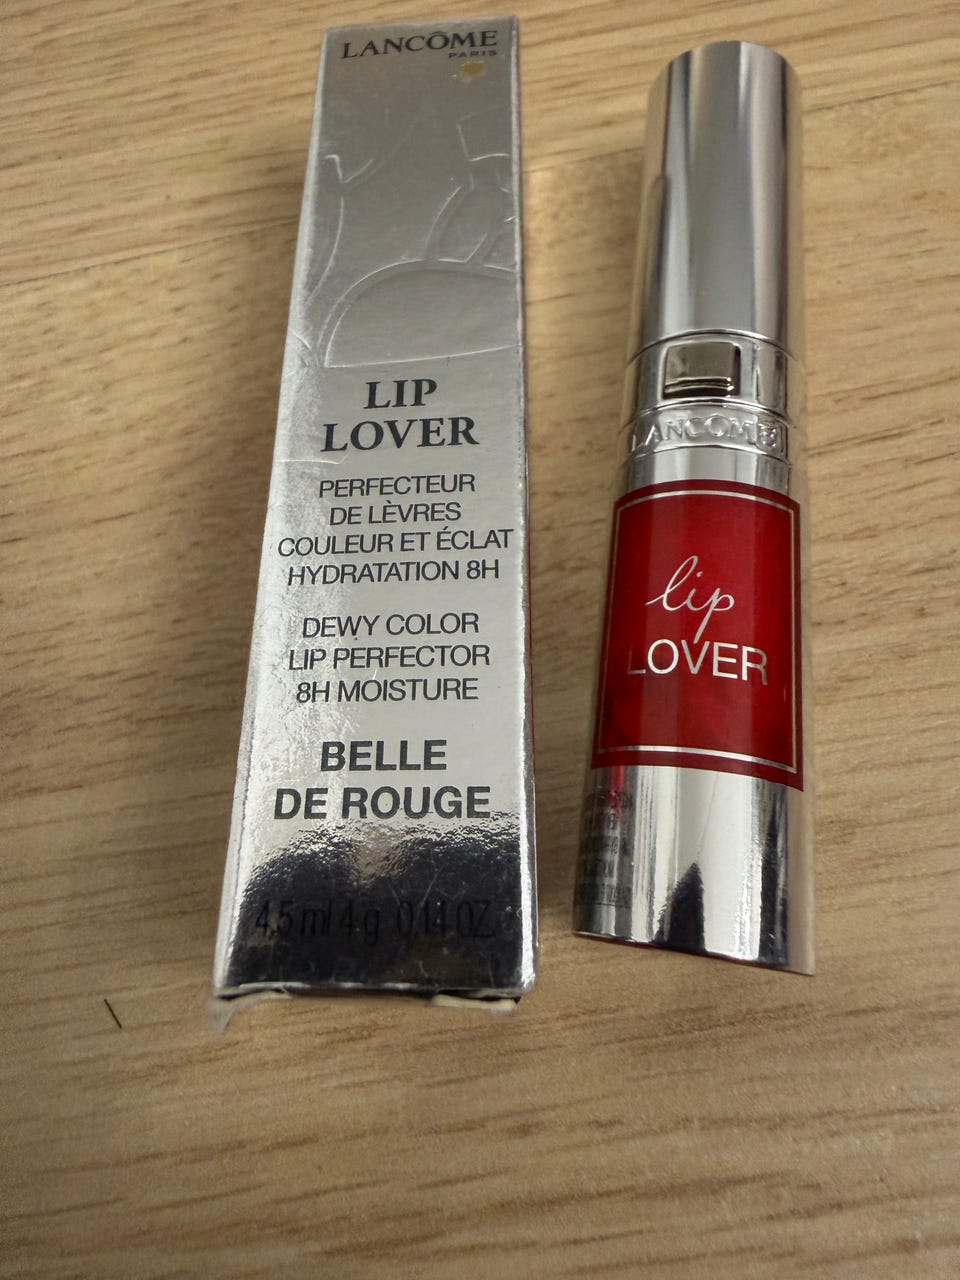 LANCÔME
PARIS
LIP
LOVER
PERFECTEUR
DE LÈVRES
COULEUR ET ÉCLAT
HYDRATATION 8H
DEWY COLOR
LIP PERFECTOR
8H MOISTURE
BELLE
DE ROUGE
4,5 ml 4 g 0.14 OZ.
LANCOME
lip
LOVER